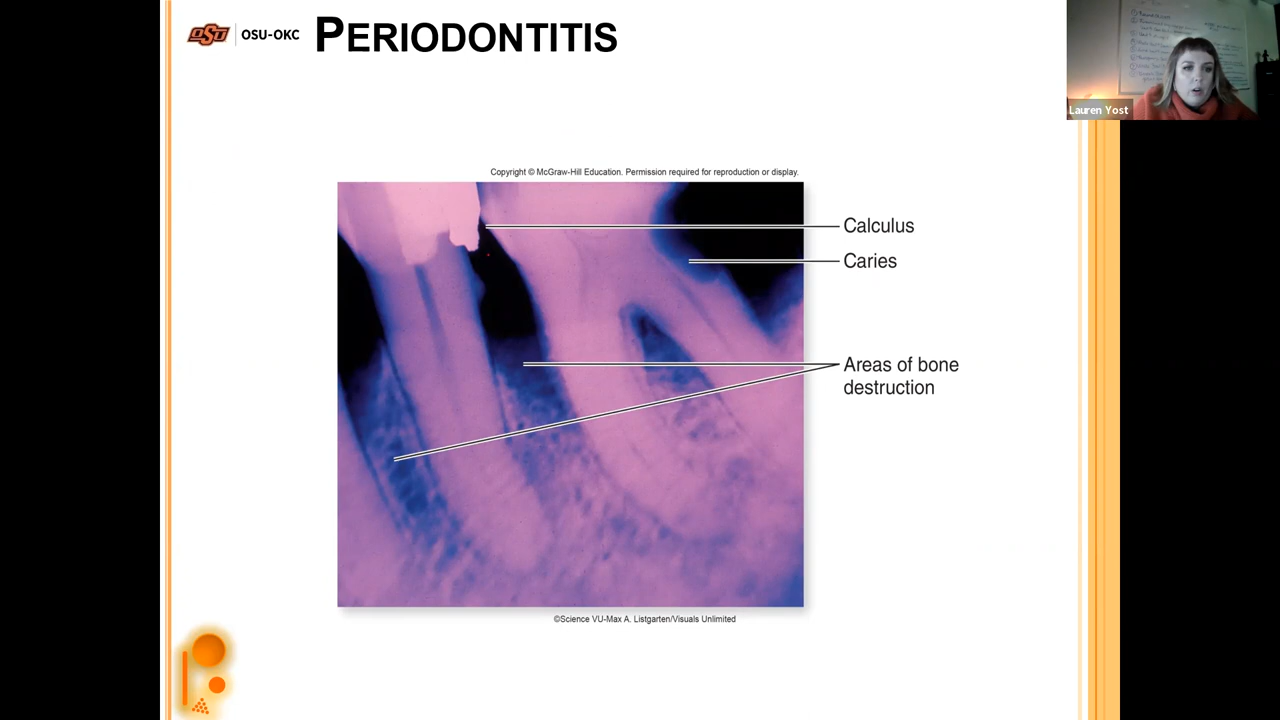 OSU-OKC PERIODONTITIS
Lauren Yost
Copyright © McGraw-Hill Education. Permission required for reproduction or display.
Calculus
Caries
Areas of bone
destruction
©Science VU-Max A. Listgarten/Visuals Unlimited